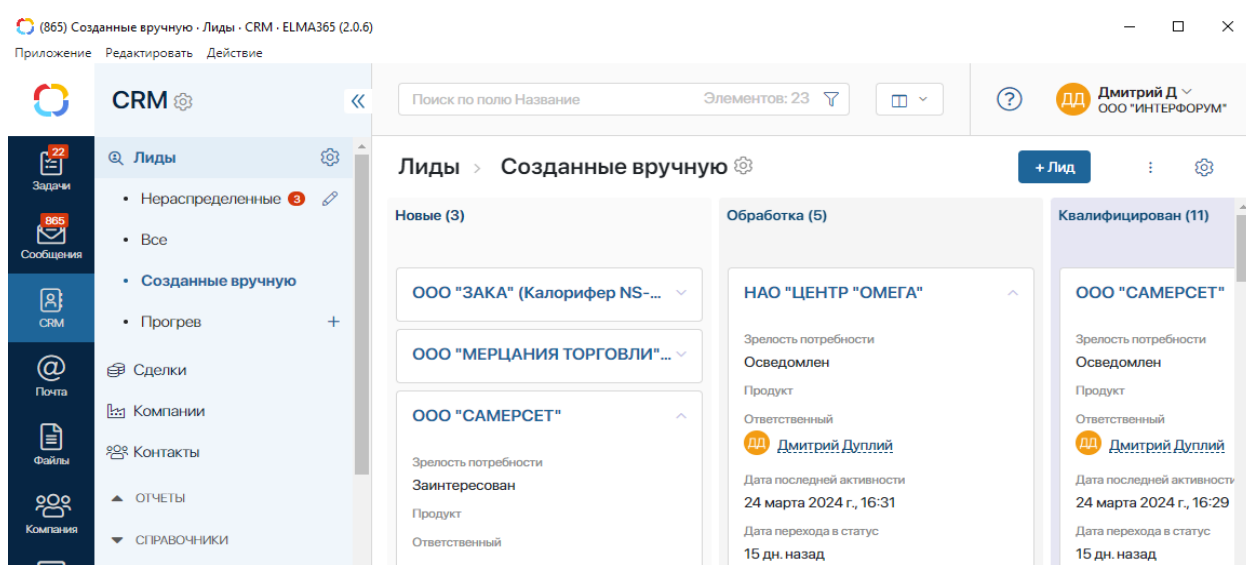 (865) Созданные вручную · Лиды · CRM · ELMA365 (2.0.6)
Приложение Редактировать Действие
CRM
Поиск по полю Название
Элементов: 23
?
ДД
Дмитрий Д
ООО "ИНТЕРФОРУМ"
22
Задачи
865
Сообщения
CRM
@
Почта
Файлы
Компания
Лиды
Нераспределенные 3
Все
Созданные вручную
Прогрев +
Сделки
Компании
Контакты
ОТЧЕТЫ
СПРАВОЧНИКИ
Лиды > Созданные вручную
+ Лид
Новые (3)
ООО "ЗАКА" (Калорифер NS-...
ООО "МЕРЦАНИЯ ТОРГОВЛИ"...
ООО "САМЕРСЕТ"
Зрелость потребности
Заинтересован
Продукт
Ответственный
Обработка (5)
НАО "ЦЕНТР "ОМЕГА"
Зрелость потребности
Осведомлен
Продукт
Ответственный
ДД Дмитрий Дуплий
Дата последней активности
24 марта 2024 г., 16:31
Дата перехода в статус
15 дн. назад
Квалифицирован (11)
ООО "САМЕРСЕТ"
Зрелость потребности
Осведомлен
Продукт
Ответственный
ДД Дмитрий Дуплий
Дата последней активности
24 марта 2024 г., 16:29
Дата перехода в статус
15 дн. назад